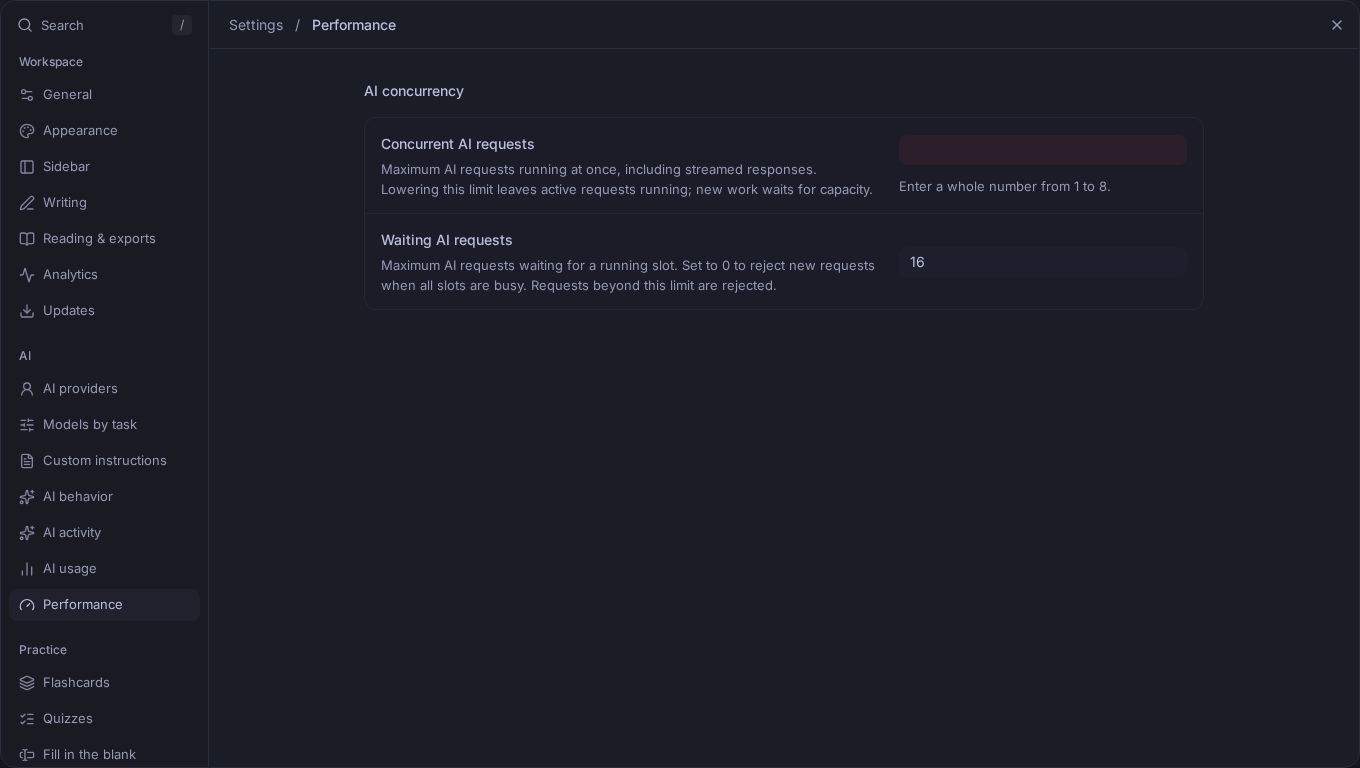 Search
/
Workspace
General
Appearance
Sidebar
Writing
Reading & exports
Analytics
Updates
AI
AI providers
Models by task
Custom instructions
AI behavior
AI activity
AI usage
Performance
Practice
Flashcards
Quizzes
Fill in the blank
Settings / Performance
AI concurrency
Concurrent AI requests
Maximum AI requests running at once, including streamed responses.
Lowering this limit leaves active requests running; new work waits for capacity.
Enter a whole number from 1 to 8.
Waiting AI requests
Maximum AI requests waiting for a running slot. Set to 0 to reject new requests
when all slots are busy. Requests beyond this limit are rejected.
16